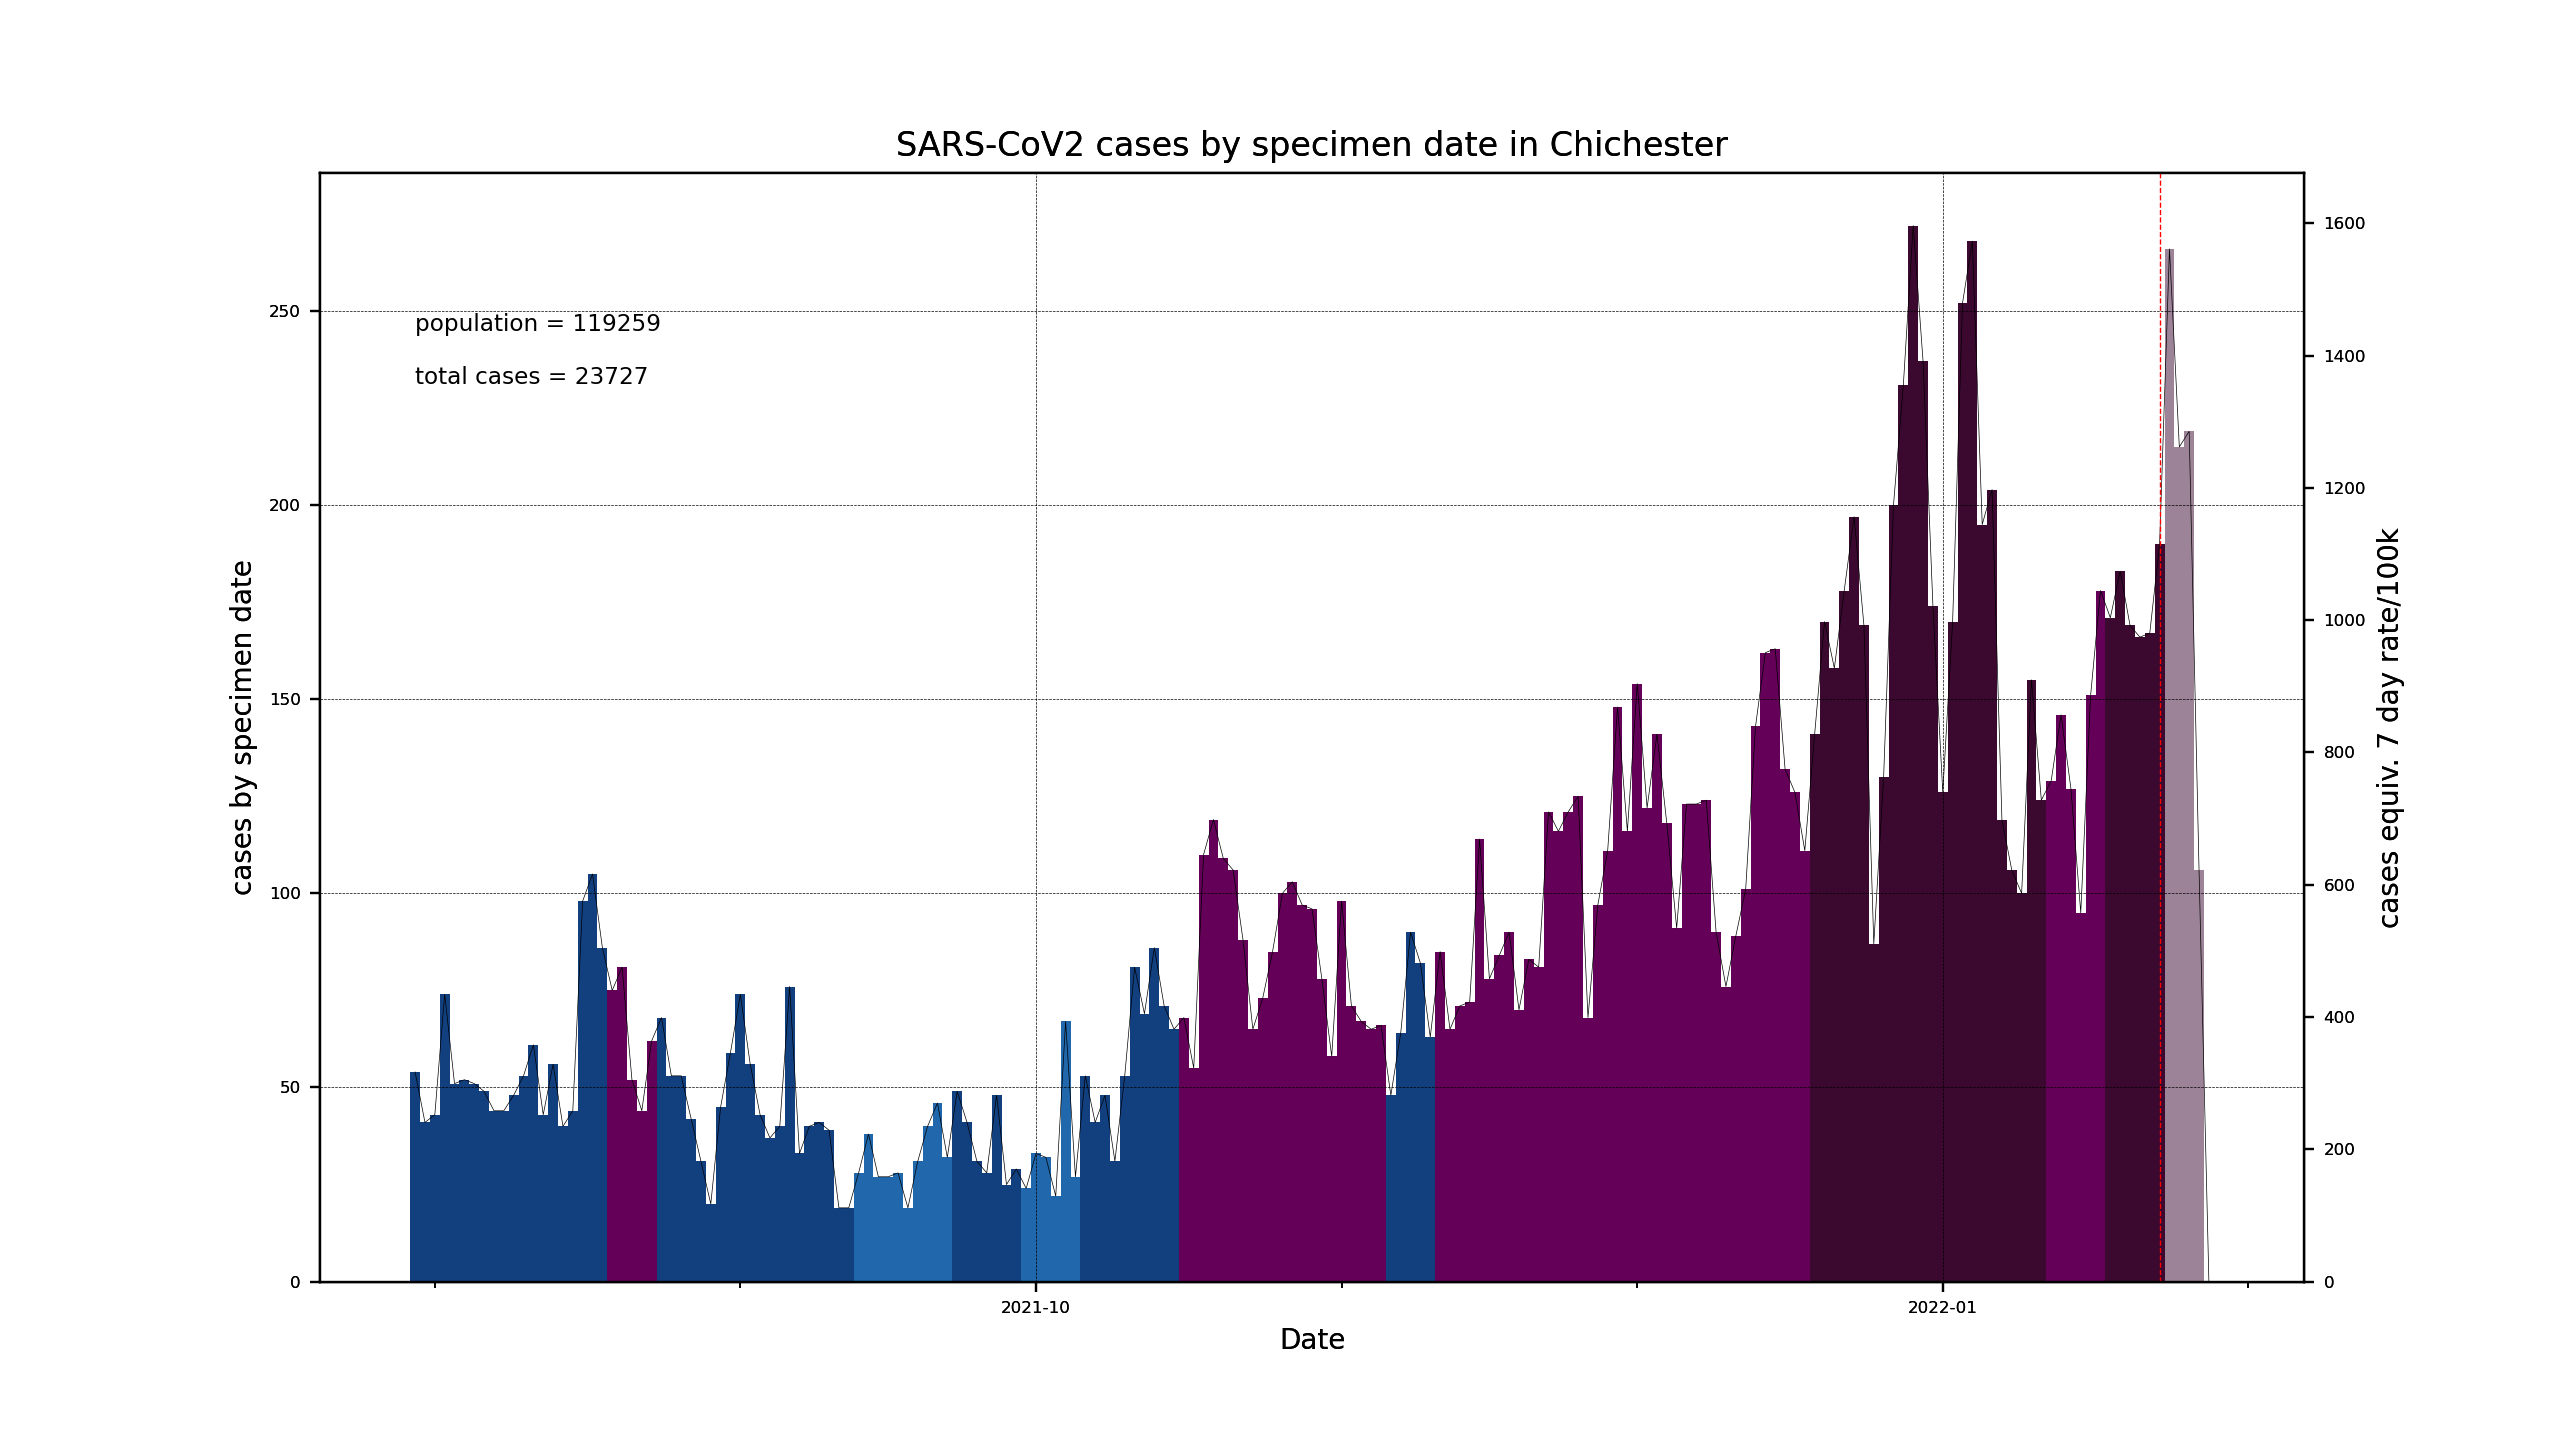 SARS-CoV2 cases by specimen date in Chichester
population = 119259
total cases = 23727
cases by specimen date
250
200
150
100
50
0
1600
1400
1200
1000
800
600
400
200
0
cases equiv. 7 day rate/100k
2021-10
2022-01
Date